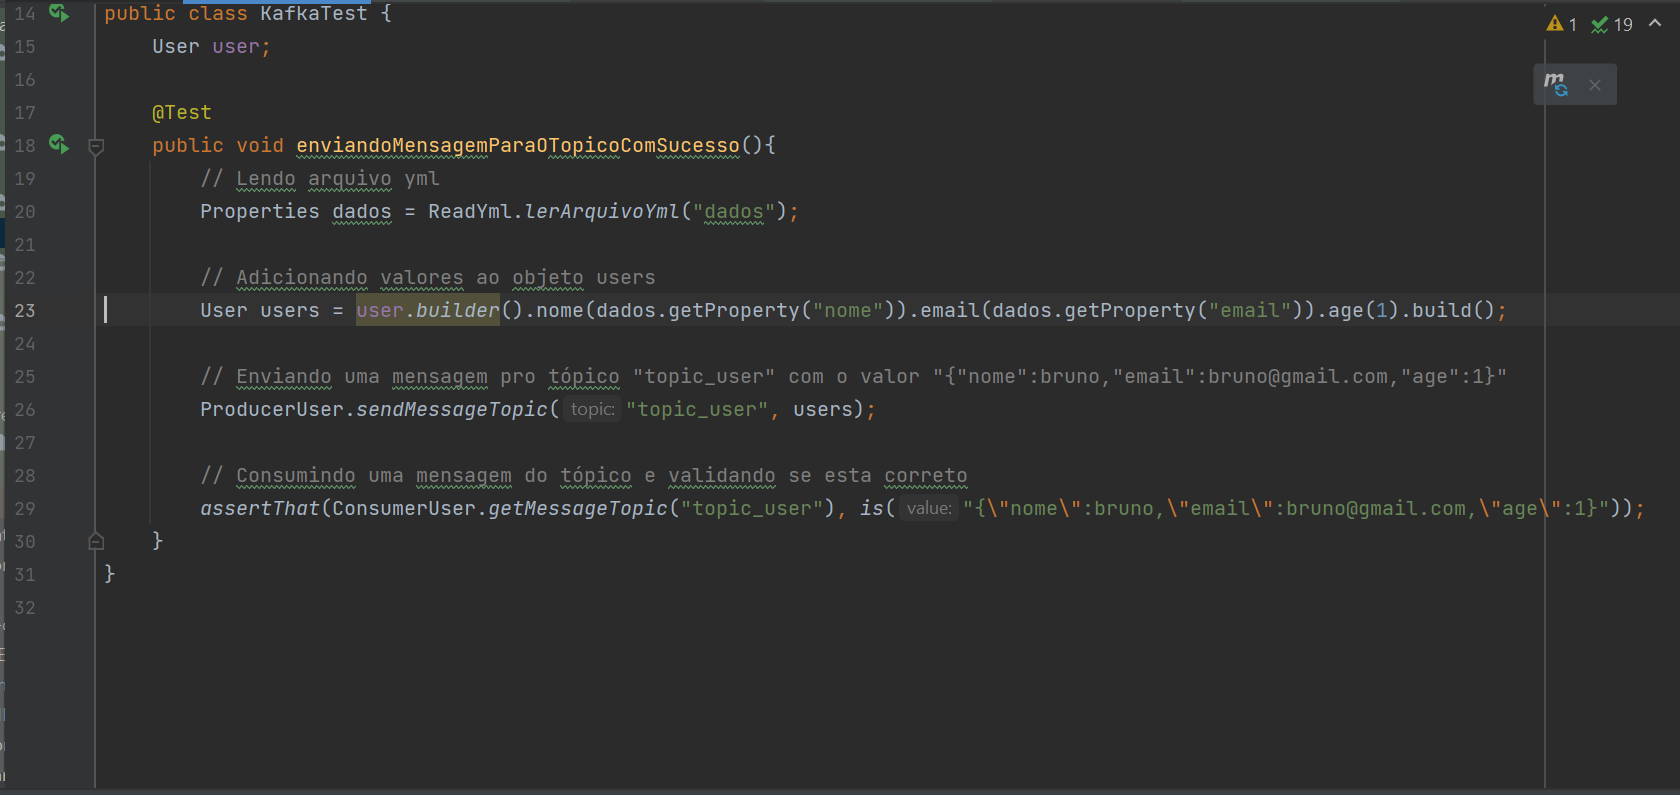 14 public class KafkaTest {
1 19
15 User user;
16
17 @Test
18 public void enviandoMensagemParaOTopicoComSucesso(){
19 // Lendo arquivo yml
20 Properties dados = ReadYml.lerArquivoYml("dados");
21
22 // Adicionando valores ao objeto users
23 User users = user.builder().nome(dados.getProperty("nome")).email(dados.getProperty("email")).age(1).build();
24
25 // Enviando uma mensagem pro tópico "topic_user" com o valor "{"nome":bruno,"email":bruno@gmail.com,"age":1}"
26 ProducerUser.sendMessageTopic( topic: "topic_user", users);
27
28 // Consumindo uma mensagem do tópico e validando se esta correto
29 assertThat(ConsumerUser.getMessageTopic("topic_user"), is( value: "{\"nome\":bruno,\"email\":bruno@gmail.com,\"age\":1}"));
30 }
31 }
32